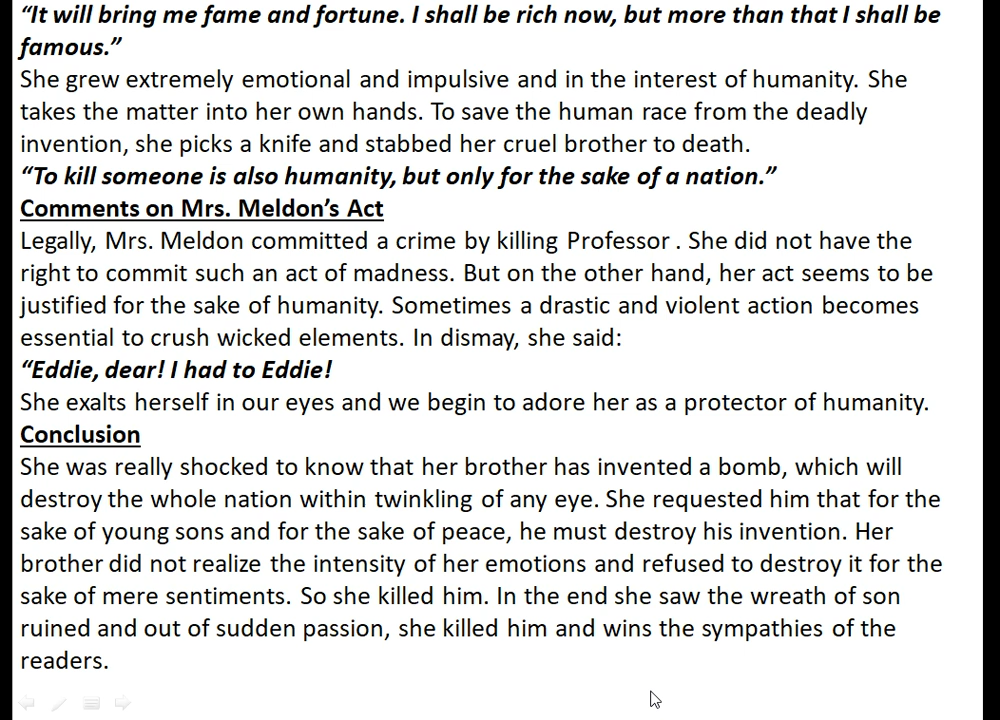 “It will bring me fame and fortune. I shall be rich now, but more than that I shall be
famous.”
She grew extremely emotional and impulsive and in the interest of humanity. She
takes the matter into her own hands. To save the human race from the deadly
invention, she picks a knife and stabbed her cruel brother to death.
“To kill someone is also humanity, but only for the sake of a nation.”
Comments on Mrs. Meldon’s Act
Legally, Mrs. Meldon committed a crime by killing Professor . She did not have the
right to commit such an act of madness. But on the other hand, her act seems to be
justified for the sake of humanity. Sometimes a drastic and violent action becomes
essential to crush wicked elements. In dismay, she said:
“Eddie, dear! I had to Eddie!
She exalts herself in our eyes and we begin to adore her as a protector of humanity.
Conclusion
She was really shocked to know that her brother has invented a bomb, which will
destroy the whole nation within twinkling of any eye. She requested him that for the
sake of young sons and for the sake of peace, he must destroy his invention. Her
brother did not realize the intensity of her emotions and refused to destroy it for the
sake of mere sentiments. So she killed him. In the end she saw the wreath of son
ruined and out of sudden passion, she killed him and wins the sympathies of the
readers.